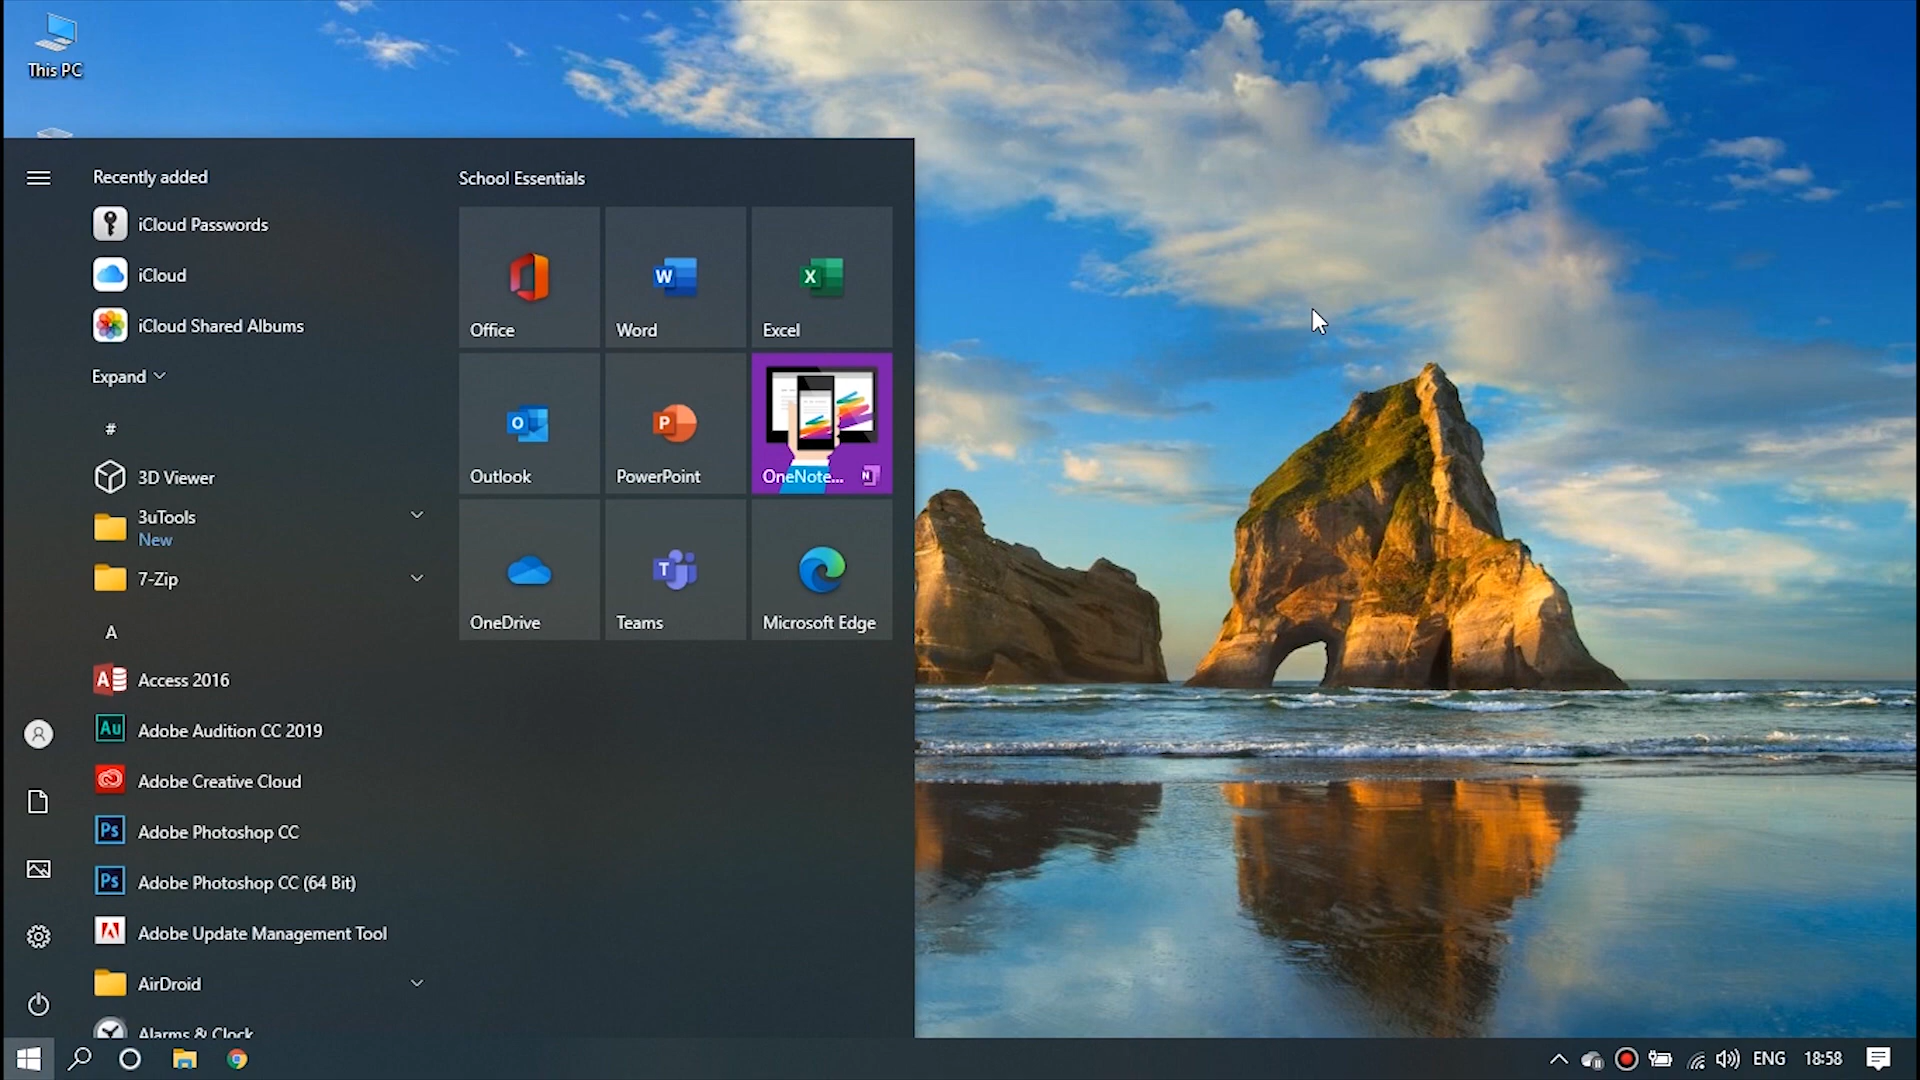 This PC
Recently added
iCloud Passwords
iCloud
iCloud Shared Albums
Expand
#
3D Viewer
3uTools
New
7-Zip
A
Access 2016
Adobe Audition CC 2019
Adobe Creative Cloud
Adobe Photoshop CC
Adobe Photoshop CC (64 Bit)
Adobe Update Management Tool
AirDroid
Alarms & Clock
School Essentials
Office
Word
Excel
Outlook
PowerPoint
OneNote...
OneDrive
Teams
Microsoft Edge
ENG
18:58